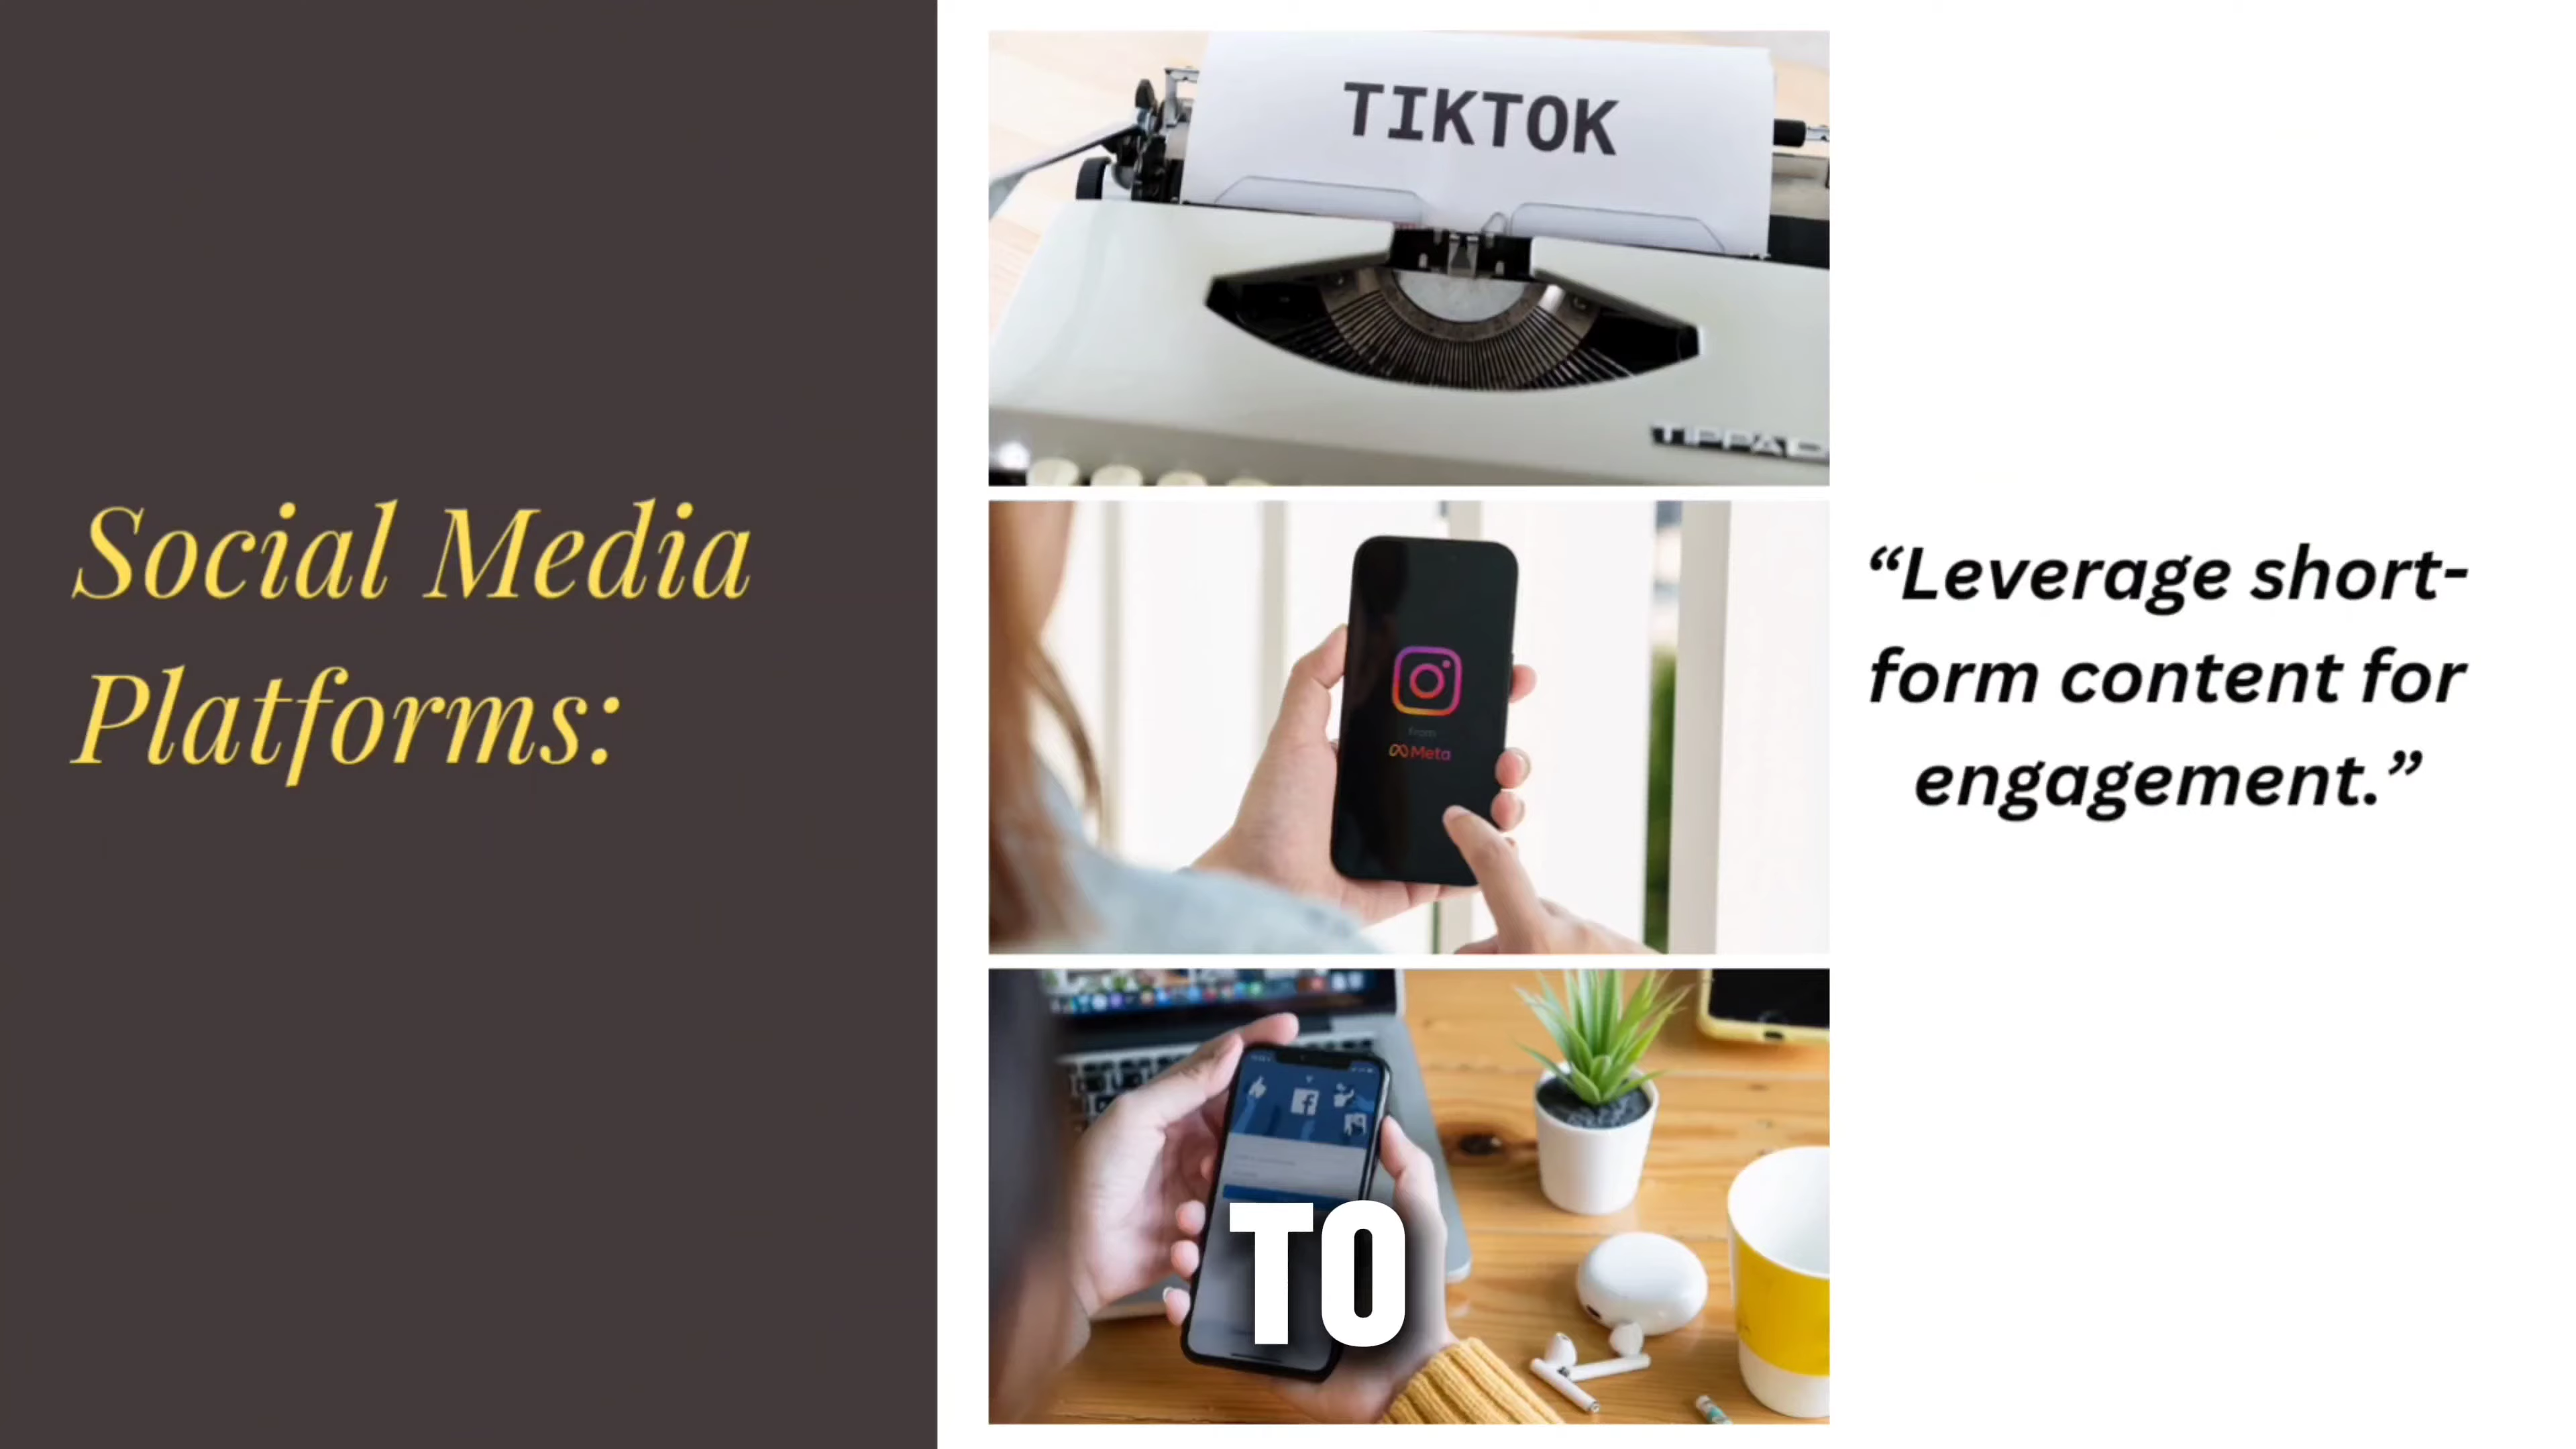 Social Media
Platforms:
TIKTOK
from
Meta
“Leverage short-
form content for
engagement.”
TO